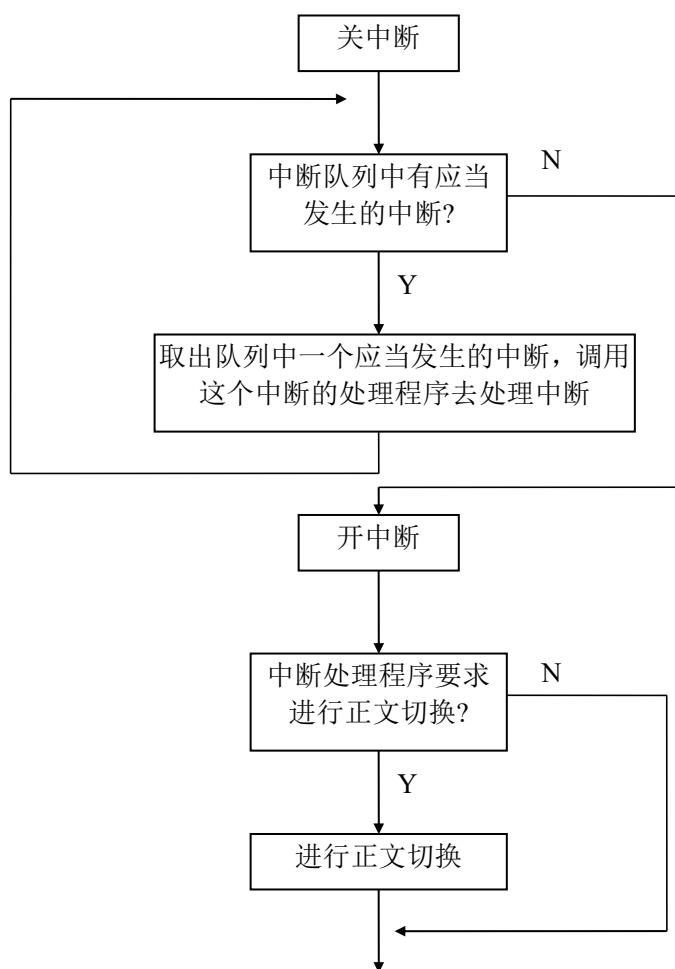 关中断
中断队列中有应当
发生的中断?
N
Y
取出队列中一个应当发生的中断，调用
这个中断的处理程序去处理中断
开中断
中断处理程序要求
进行正文切换?
N
Y
进行正文切换